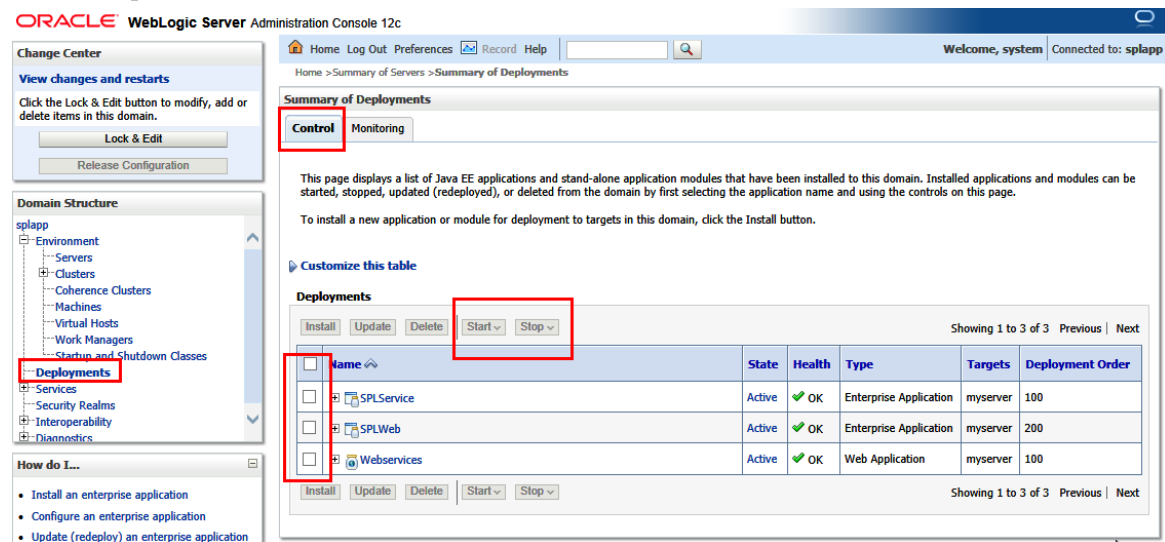 ORACLE WebLogic Server Administration Console 12c
Change Center
View changes and restarts
Click the Lock & Edit button to modify, add or
delete items in this domain.
Lock & Edit
Release Configuration
Domain Structure
splapp
Environment
Servers
Clusters
Coherence Clusters
Machines
Virtual Hosts
Work Managers
Startup and Shutdown Classes
Deployments
Services
Security Realms
Interoperability
Diagnostics
How do I...
Install an enterprise application
Configure an enterprise application
Update (redeploy) an enterprise application
Home Log Out Preferences Record Help
Welcome, system Connected to: splapp
Home >Summary of Servers >Summary of Deployments
Summary of Deployments
Control Monitoring
This page displays a list of Java EE applications and stand-alone application modules that have been installed to this domain. Installed applications and modules can be
started, stopped, updated (redeployed), or deleted from the domain by first selecting the application name and using the controls on this page.
To install a new application or module for deployment to targets in this domain, click the Install button.
Customize this table
Deployments
Install Update Delete Start Stop Showing 1 to 3 of 3 Previous | Next
Name State Health Type Targets Deployment Order
SPLService Active OK Enterprise Application myserver 100
SPLWeb Active OK Enterprise Application myserver 200
Webservices Active OK Web Application myserver 100
Install Update Delete Start Stop Showing 1 to 3 of 3 Previous | Next